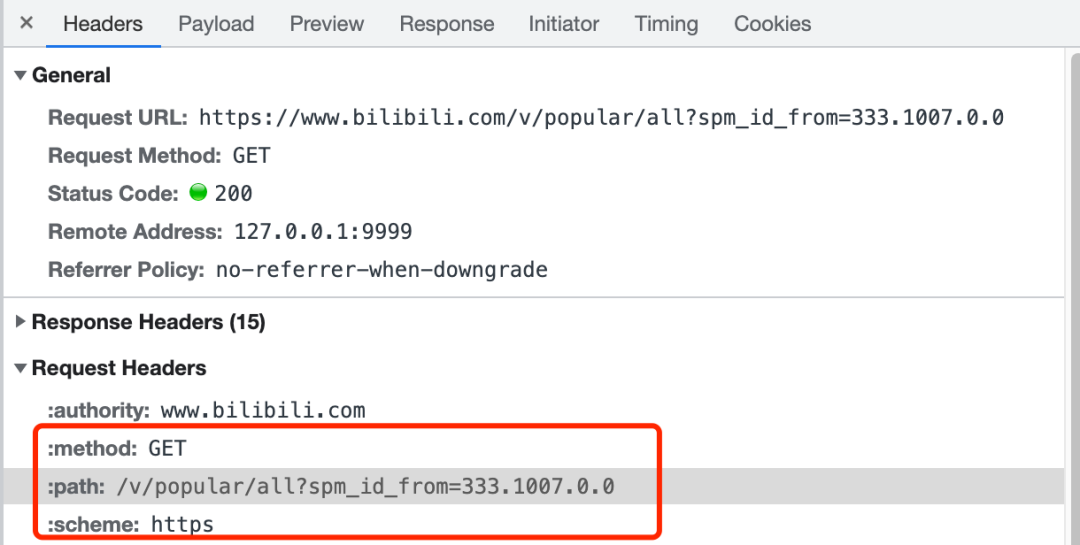 × Headers Payload Preview Response Initiator Timing Cookies
General
Request URL: https://www.bilibili.com/v/popular/all?spm_id_from=333.1007.0.0
Request Method: GET
Status Code: 200
Remote Address: 127.0.0.1:9999
Referrer Policy: no-referrer-when-downgrade
Response Headers (15)
Request Headers
:authority: www.bilibili.com
:method: GET
:path: /v/popular/all?spm_id_from=333.1007.0.0
:scheme: https